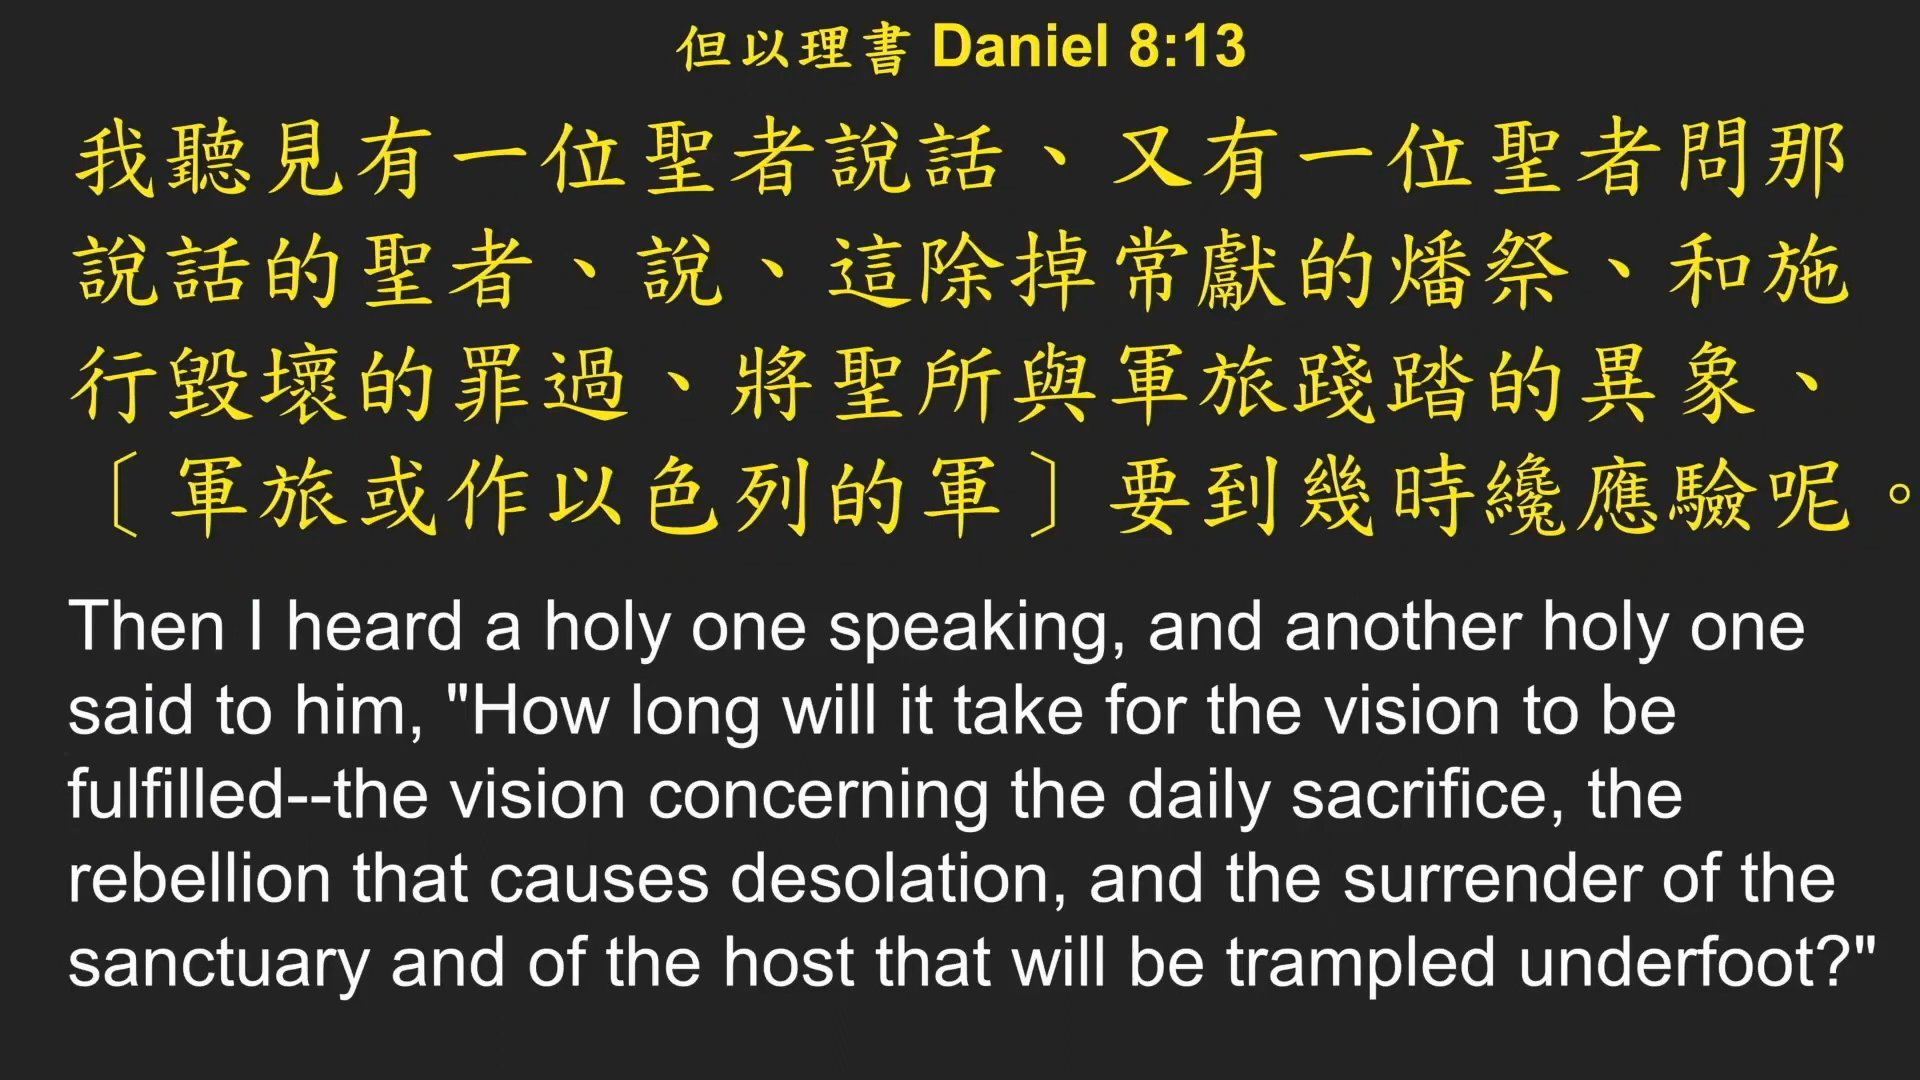 但以理書 Daniel 8:13
我聽見有一位聖者說話、又有一位聖者問那
說話的聖者、說、這除掉常獻的燔祭、和施
行毀壞的罪過、將聖所與軍旅踐踏的異象、
〔軍旅或作以色列的軍〕要到幾時纔應驗呢。
Then I heard a holy one speaking, and another holy one
said to him, "How long will it take for the vision to be
fulfilled--the vision concerning the daily sacrifice, the
rebellion that causes desolation, and the surrender of the
sanctuary and of the host that will be trampled underfoot?"